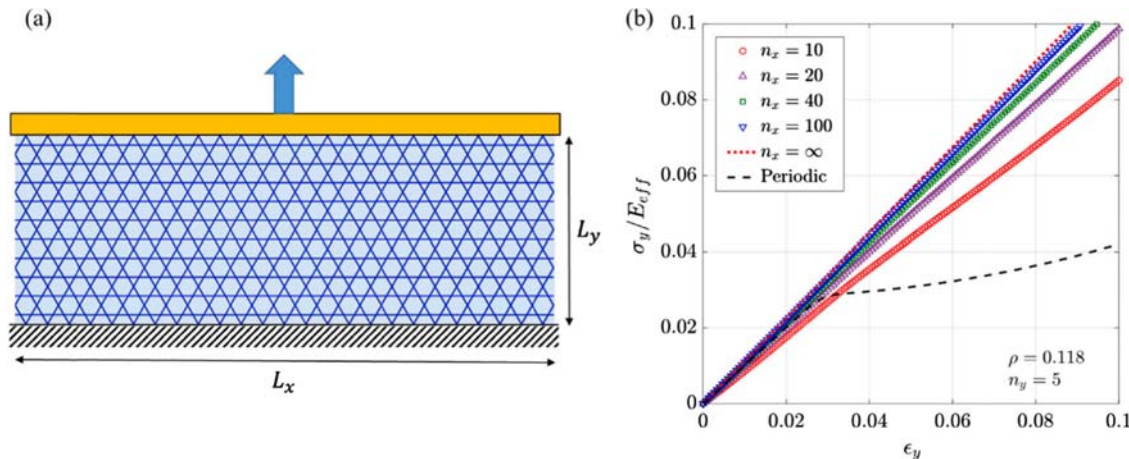 (a)
L_y
L_x
(b)
0.1
0.08
0.06
0.04
0.02
0
σ_y/E_eff
n_x = 10
n_x = 20
n_x = 40
n_x = 100
n_x = ∞
Periodic
ρ = 0.118
n_y = 5
0 0.02 0.04 0.06 0.08 0.1
ϵ_y